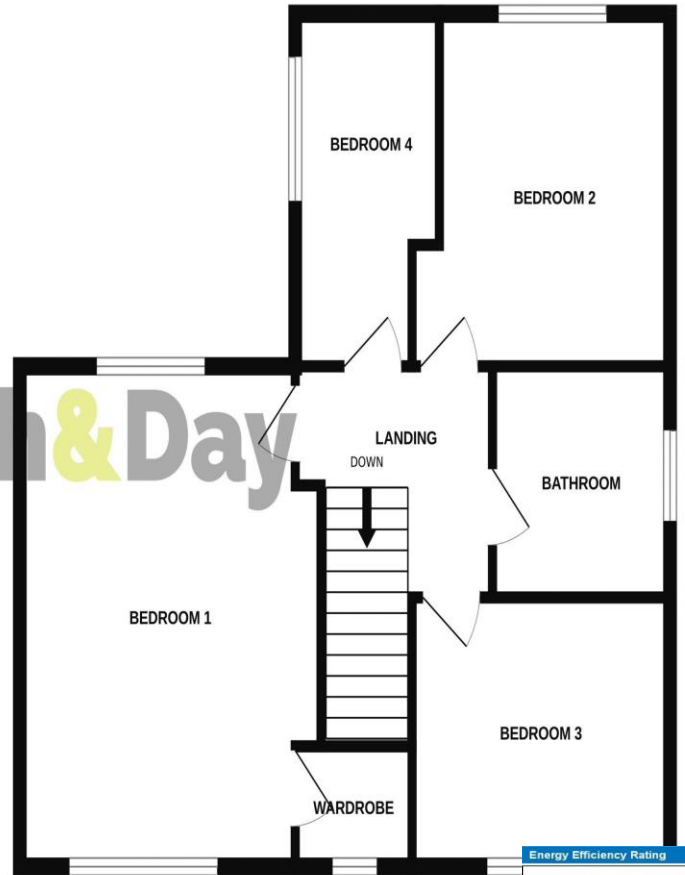 BEDROOM 4
BEDROOM 2
h&Day
LANDING
DOWN
BATHROOM
BEDROOM 1
BEDROOM 3
WARDROBE
Energy Efficiency Rating